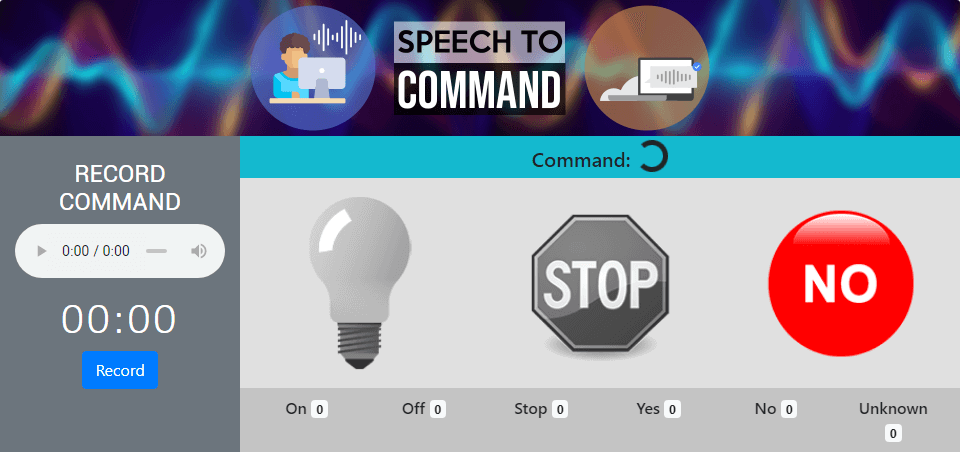 SPEECH TO
COMMAND
RECORD
COMMAND
0:00 / 0:00
00:00
Record
Command:
STOP
NO
On 0
Off 0
Stop 0
Yes 0
No 0
Unknown
0